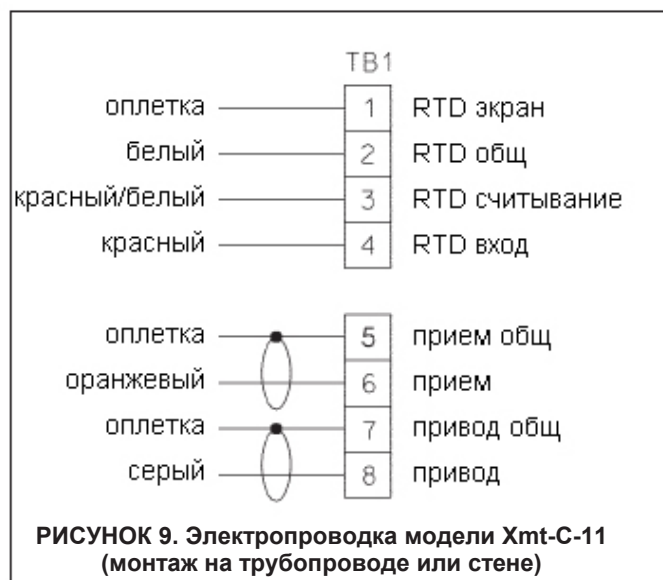 TB1
оплетка 1 RTD экран
белый 2 RTD общ
красный/белый 3 RTD считывание
красный 4 RTD вход
оплетка 5 прием общ
оранжевый 6 прием
оплетка 7 привод общ
серый 8 привод
РИСУНОК 9. Электропроводка модели Xmt-C-11
(монтаж на трубопроводе или стене)